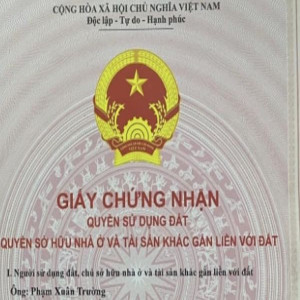 CỘNG HÒA XÃ HỘI CHỦ NGHĨA VIỆT NAM
Độc lập - Tự do - Hạnh phúc
GIẤY CHỨNG NHẬN
QUYỀN SỬ DỤNG ĐẤT
QUYỀN SỞ HỮU NHÀ Ở VÀ TÀI SẢN KHÁC GẮN LIỀN VỚI ĐẤT
I. Người sử dụng đất, chủ sở hữu nhà ở và tài sản khác gắn liền với đất
Ông: Phạm Xuân Trường